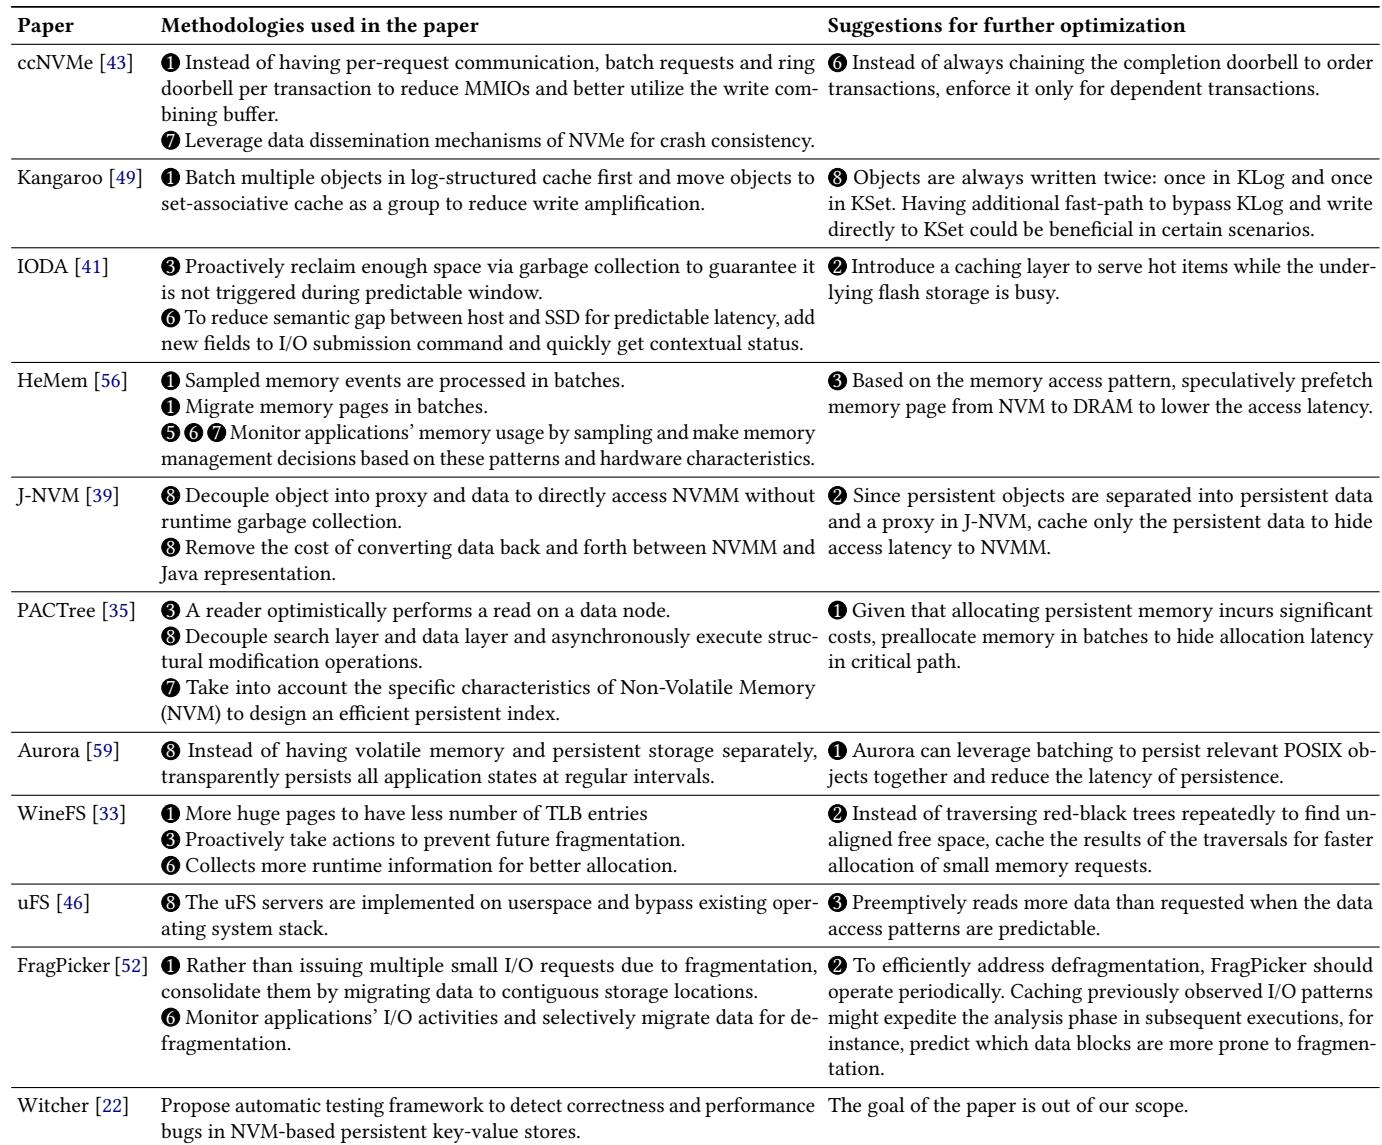 Paper Methodologies used in the paper Suggestions for further optimization
ccNVMe [43] ❶ Instead of having per-request communication, batch requests and ring
doorbell per transaction to reduce MMIOs and better utilize the write com-
bining buffer.
❼ Leverage data dissemination mechanisms of NVMe for crash consistency.
❻ Instead of always chaining the completion doorbell to order
transactions, enforce it only for dependent transactions.
Kangaroo [49] ❶ Batch multiple objects in log-structured cache first and move objects to
set-associative cache as a group to reduce write amplification.
❽ Objects are always written twice: once in KLog and once
in KSet. Having additional fast-path to bypass KLog and write
directly to KSet could be beneficial in certain scenarios.
IODA [41] ❸ Proactively reclaim enough space via garbage collection to guarantee it
is not triggered during predictable window.
❻ To reduce semantic gap between host and SSD for predictable latency, add
new fields to I/O submission command and quickly get contextual status.
❷ Introduce a caching layer to serve hot items while the under-
lying flash storage is busy.
HeMem [56] ❶ Sampled memory events are processed in batches.
❶ Migrate memory pages in batches.
❺ ❻ ❼ Monitor applications' memory usage by sampling and make memory
management decisions based on these patterns and hardware characteristics.
❸ Based on the memory access pattern, speculatively prefetch
memory page from NVM to DRAM to lower the access latency.
J-NVM [39] ❽ Decouple object into proxy and data to directly access NVMM without
runtime garbage collection.
❽ Remove the cost of converting data back and forth between NVMM and
Java representation.
❷ Since persistent objects are separated into persistent data
and a proxy in J-NVM, cache only the persistent data to hide
access latency to NVMM.
PACTree [35] ❸ A reader optimistically performs a read on a data node.
❽ Decouple search layer and data layer and asynchronously execute struc-
tural modification operations.
❼ Take into account the specific characteristics of Non-Volatile Memory
(NVM) to design an efficient persistent index.
❶ Given that allocating persistent memory incurs significant
costs, preallocate memory in batches to hide allocation latency
in critical path.
Aurora [59] ❽ Instead of having volatile memory and persistent storage separately,
transparently persists all application states at regular intervals.
❶ Aurora can leverage batching to persist relevant POSIX ob-
jects together and reduce the latency of persistence.
WineFS [33] ❶ More huge pages to have less number of TLB entries
❸ Proactively take actions to prevent future fragmentation.
❻ Collects more runtime information for better allocation.
❷ Instead of traversing red-black trees repeatedly to find un-
aligned free space, cache the results of the traversals for faster
allocation of small memory requests.
uFS [46] ❽ The uFS servers are implemented on userspace and bypass existing oper-
ating system stack.
❸ Preemptively reads more data than requested when the data
access patterns are predictable.
FragPicker [52] ❶ Rather than issuing multiple small I/O requests due to fragmentation,
consolidate them by migrating data to contiguous storage locations.
❻ Monitor applications' I/O activities and selectively migrate data for de-
fragmentation.
❷ To efficiently address defragmentation, FragPicker should
operate periodically. Caching previously observed I/O patterns
might expedite the analysis phase in subsequent executions, for
instance, predict which data blocks are more prone to fragmen-
tation.
Witcher [22] Propose automatic testing framework to detect correctness and performance
bugs in NVM-based persistent key-value stores.
The goal of the paper is out of our scope.